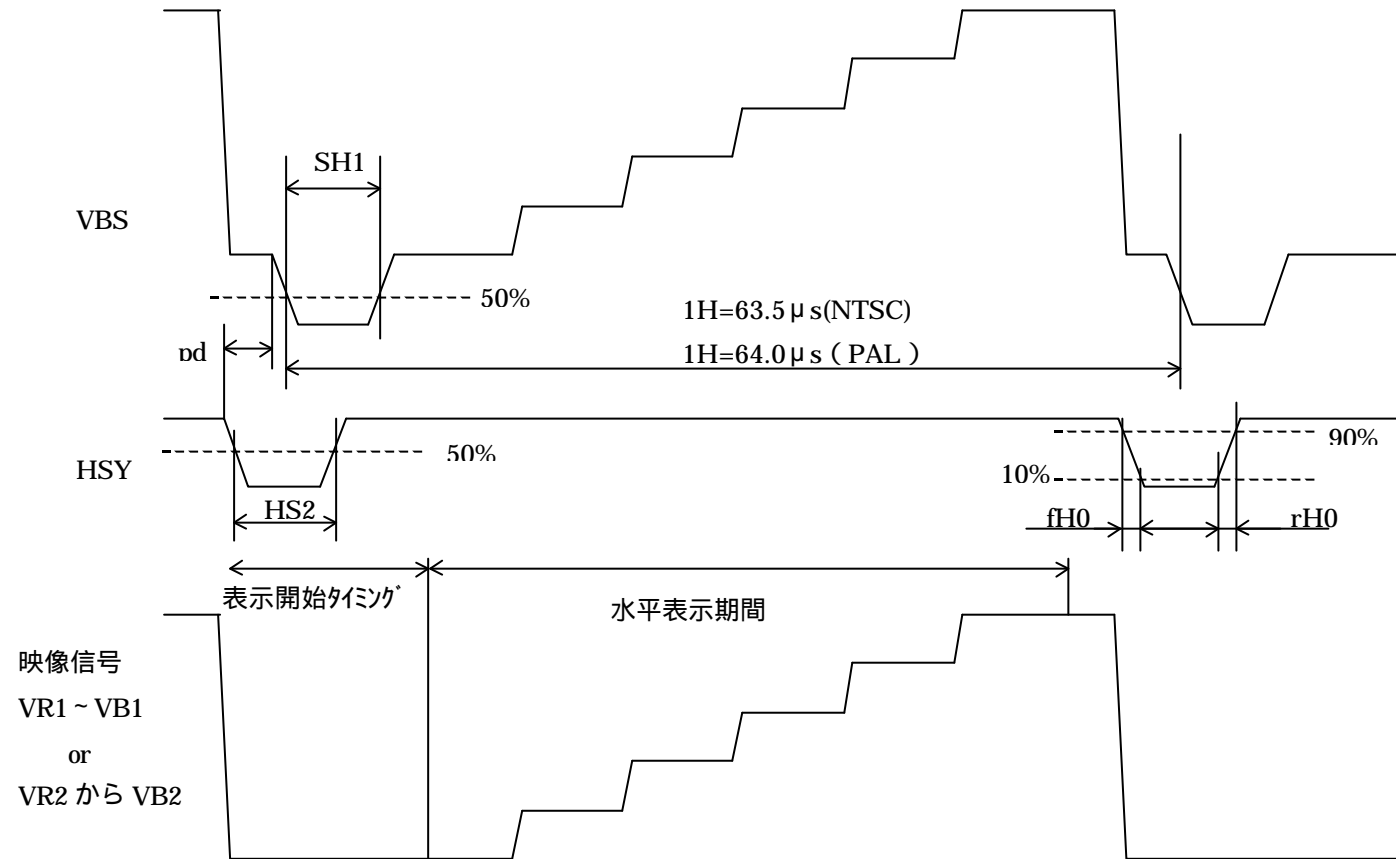 SH1
VBS
50%
1H=63.5μs(NTSC)
1H=64.0μs ( PAL )
pd
HSY
50%
90%
10%
HS2
fH0
rH0
表示開始ﾀｲﾐﾝｸﾞ
水平表示期間
映像信号
VR1 ~ VB1
or
VR2 から VB2